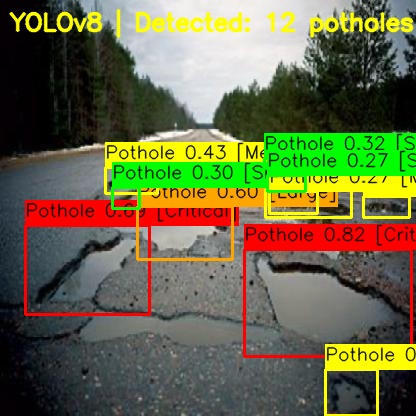 YOLOv8 | Detected: 12 potholes
Pothole 0.32 [S
Pothole 0.43 [Me
Pothole 0.27 [S
Pothole 0.30 [S
Pothole 0.27 [M
Pothole 0.60 [Large]
Pothole 0.69 [Critical]
Pothole 0.82 [Crit
Pothole 0